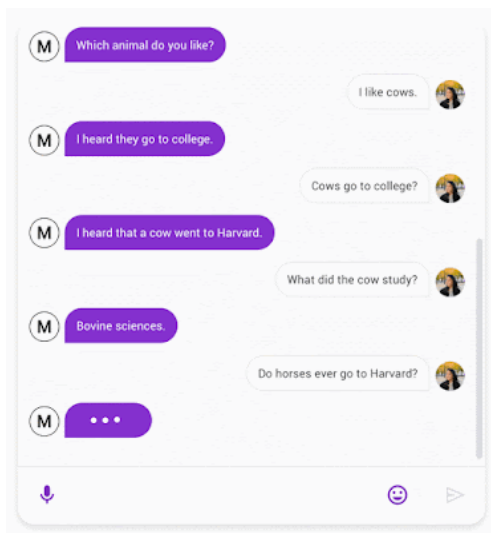 M Which animal do you like?
I like cows.
M I heard they go to college.
Cows go to college?
M I heard that a cow went to Harvard.
What did the cow study?
M Bovine sciences.
Do horses ever go to Harvard?
M